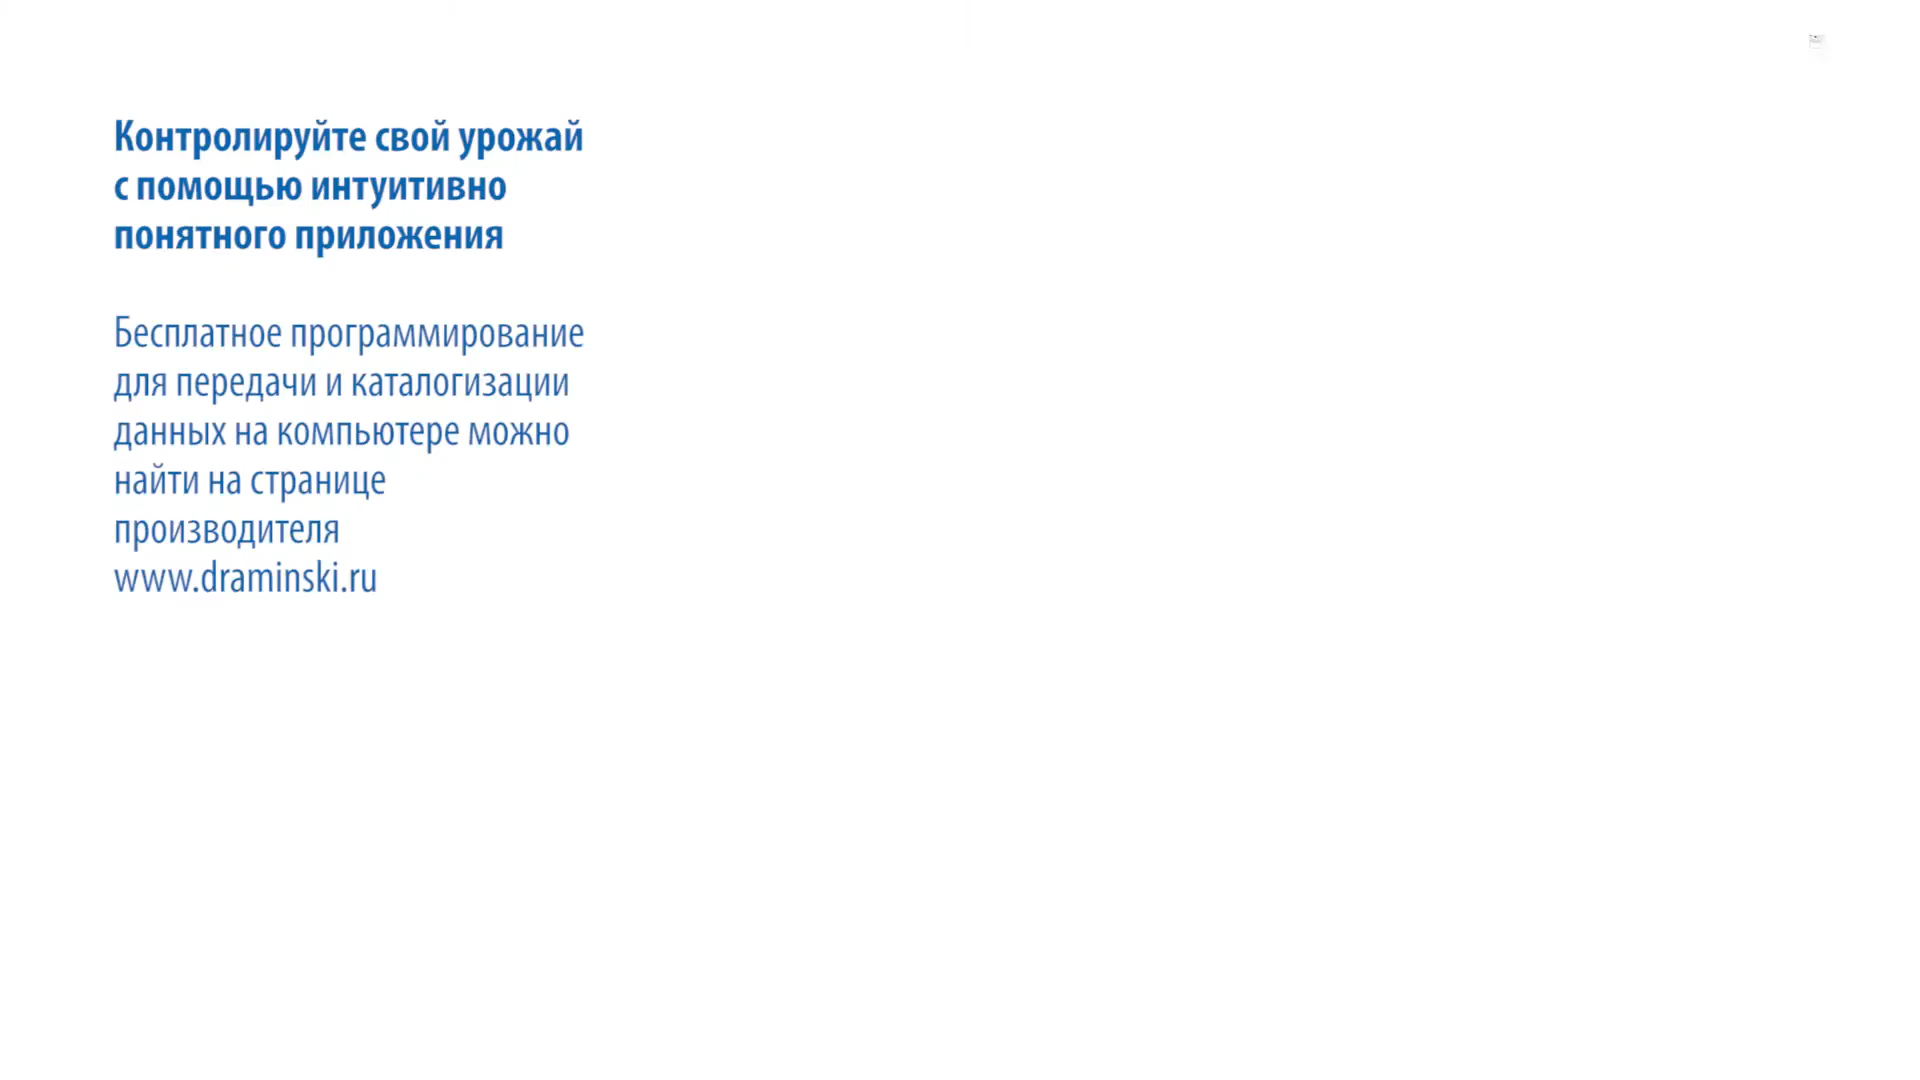 Контролируйте свой урожай
с помощью интуитивно
понятного приложения
Бесплатное программирование
для передачи и каталогизации
данных на компьютере можно
найти на странице
производителя
www.draminski.ru